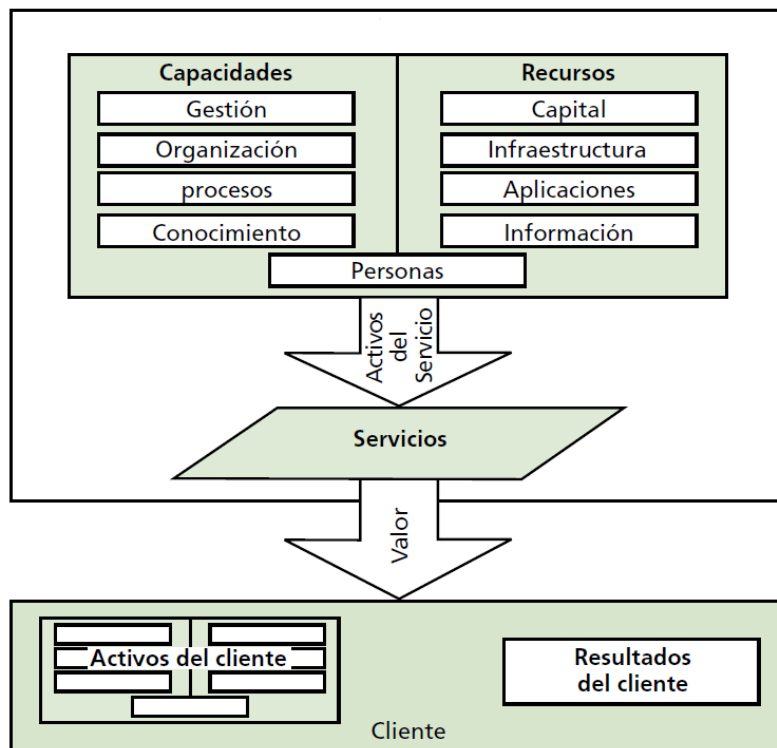 Capacidades
Recursos
Gestión
Capital
Organización
Infraestructura
procesos
Aplicaciones
Conocimiento
Información
Personas
Activos
del
Servicio
Servicios
Valor
Activos del cliente
Resultados
del cliente
Cliente